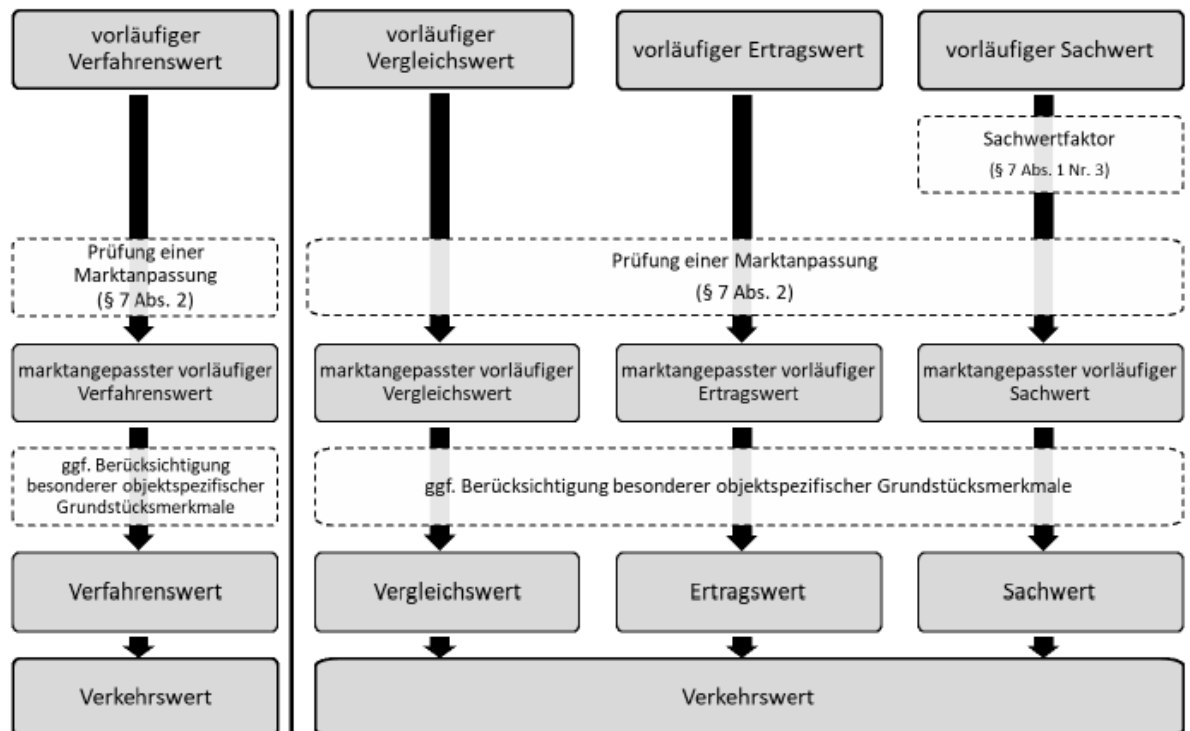 vorläufiger
Verfahrenswert
vorläufiger
Vergleichswert
vorläufiger Ertragswert
vorläufiger Sachwert
Sachwertfaktor
(§ 7 Abs. 1 Nr. 3)
Prüfung einer
Marktanpassung
(§ 7 Abs. 2)
Prüfung einer Marktanpassung
(§ 7 Abs. 2)
marktangepasster vorläufiger
Verfahrenswert
marktangepasster vorläufiger
Vergleichswert
marktangepasster vorläufiger
Ertragswert
marktangepasster vorläufiger
Sachwert
ggf. Berücksichtigung
besonderer objektspezifischer
Grundstücksmerkmale
ggf. Berücksichtigung besonderer objektspezifischer Grundstücksmerkmale
Verfahrenswert
Vergleichswert
Ertragswert
Sachwert
Verkehrswert
Verkehrswert